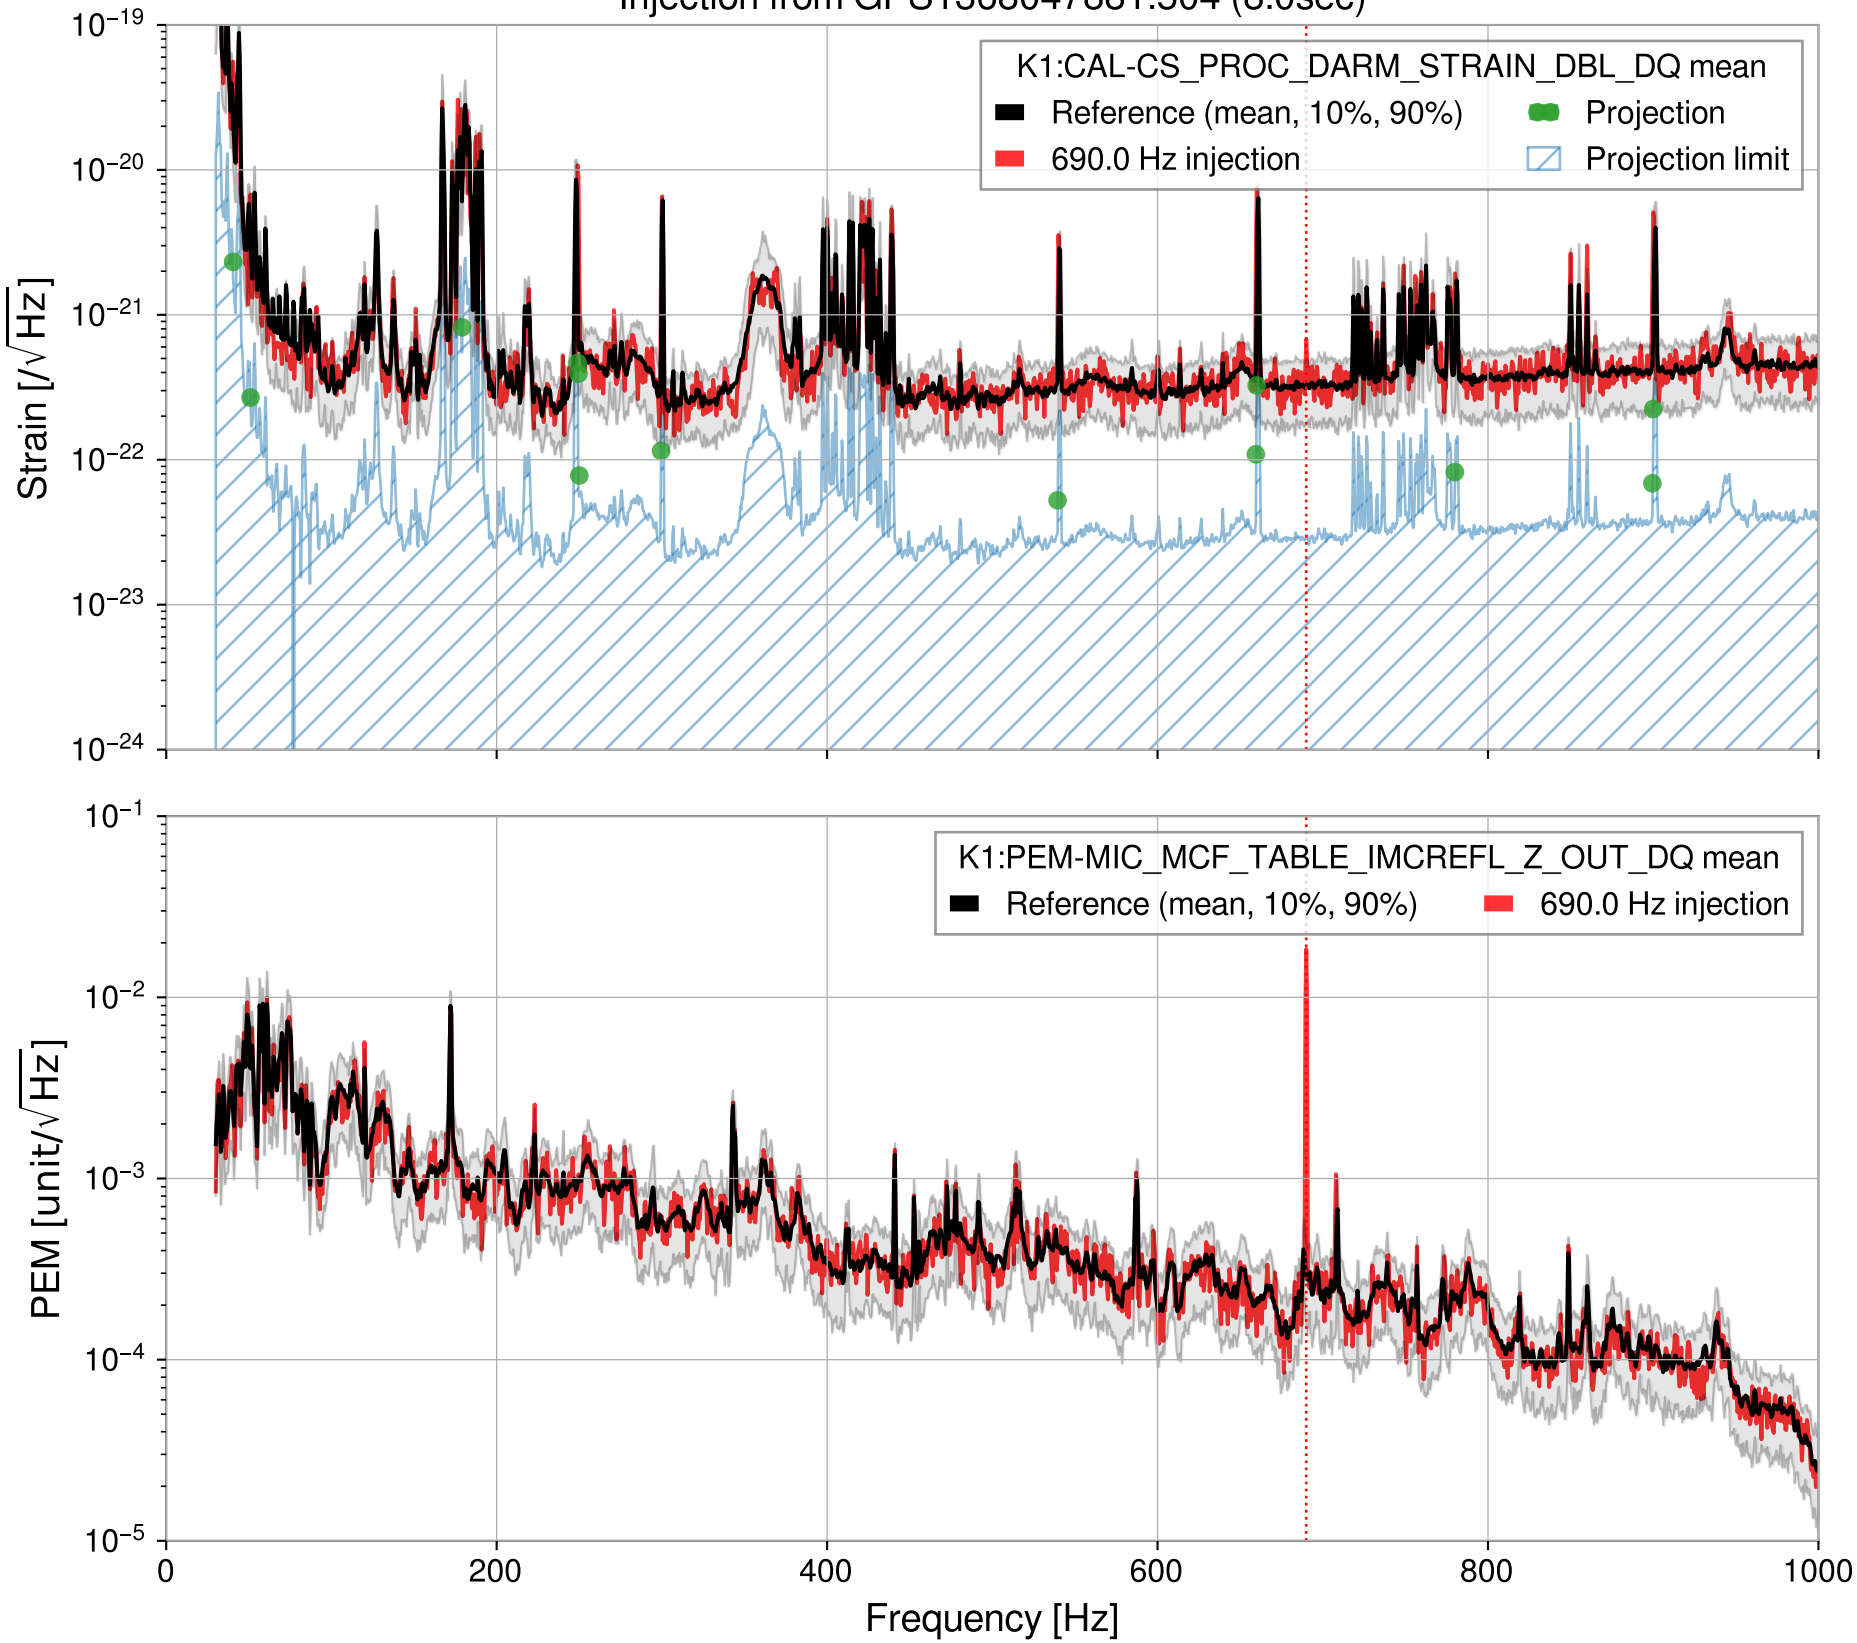 10⁻¹⁹
K1:CAL-CS_PROC_DARM_STRAIN_DBL_DQ mean
Reference (mean, 10%, 90%) Projection
690.0 Hz injection Projection limit
10⁻²⁰
10⁻²¹
10⁻²²
10⁻²³
10⁻²⁴
Strain [/√Hz]
10⁻¹
K1:PEM-MIC_MCF_TABLE_IMCREFL_Z_OUT_DQ mean
Reference (mean, 10%, 90%) 690.0 Hz injection
10⁻²
10⁻³
10⁻⁴
10⁻⁵
PEM [unit/√Hz]
0 200 400 600 800 1000
Frequency [Hz]